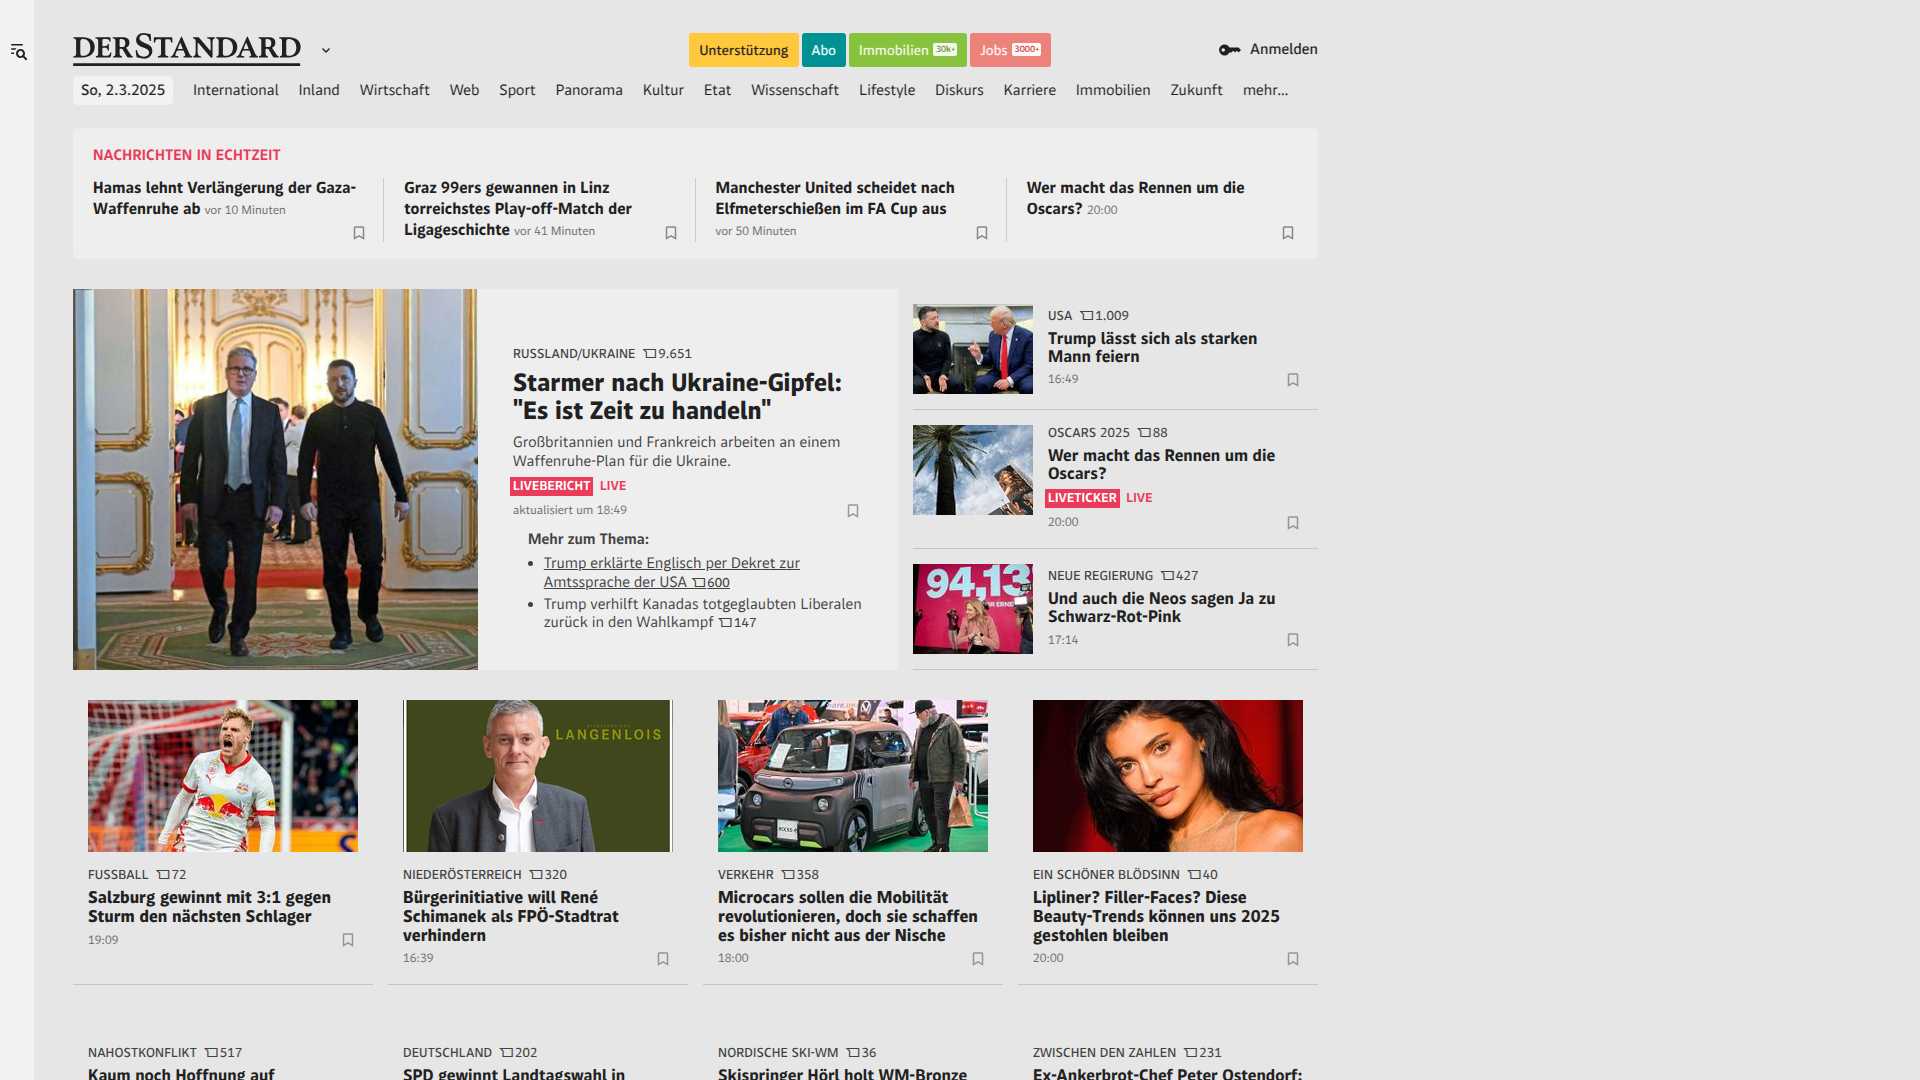 DERSTANDARD
Unterstützung
Abo
Immobilien 30k+
Jobs 3000+
Anmelden
So, 2.3.2025
International
Inland
Wirtschaft
Web
Sport
Panorama
Kultur
Etat
Wissenschaft
Lifestyle
Diskurs
Karriere
Immobilien
Zukunft
mehr...
NACHRICHTEN IN ECHTZEIT
Hamas lehnt Verlängerung der Gaza-
Waffenruhe ab vor 10 Minuten
Graz 99ers gewannen in Linz
torreichstes Play-off-Match der
Ligageschichte vor 41 Minuten
Manchester United scheidet nach
Elfmeterschießen im FA Cup aus
vor 50 Minuten
Wer macht das Rennen um die
Oscars? 20:00
RUSSLAND/UKRAINE 9.651
Starmer nach Ukraine-Gipfel:
"Es ist Zeit zu handeln"
Großbritannien und Frankreich arbeiten an einem
Waffenruhe-Plan für die Ukraine.
LIVEBERICHT LIVE
aktualisiert um 18:49
Mehr zum Thema:
• Trump erklärte Englisch per Dekret zur
Amtssprache der USA 600
• Trump verhilft Kanadas totgeglaubten Liberalen
zurück in den Wahlkampf 147
USA 1.009
Trump lässt sich als starken
Mann feiern
16:49
OSCARS 2025 88
Wer macht das Rennen um die
Oscars?
LIVETICKER LIVE
20:00
94,13
NEUE REGIERUNG 427
Und auch die Neos sagen Ja zu
Schwarz-Rot-Pink
17:14
FUSSBALL 72
Salzburg gewinnt mit 3:1 gegen
Sturm den nächsten Schlager
19:09
LANGENLOIS
NIEDERÖSTERREICH 320
Bürgerinitiative will René
Schimanek als FPÖ-Stadtrat
verhindern
16:39
VERKEHR 358
Microcars sollen die Mobilität
revolutionieren, doch sie schaffen
es bisher nicht aus der Nische
18:00
EIN SCHÖNER BLÖDSINN 40
Lipliner? Filler-Faces? Diese
Beauty-Trends können uns 2025
gestohlen bleiben
20:00
NAHOSTKONFLIKT 517
Kaum noch Hoffnung auf
DEUTSCHLAND 202
SPD gewinnt Landtagswahl in
NORDISCHE SKI-WM 36
Skispringer Hörl holt WM-Bronze
ZWISCHEN DEN ZAHLEN 231
Ex-Ankerbrot-Chef Peter Ostendorf: